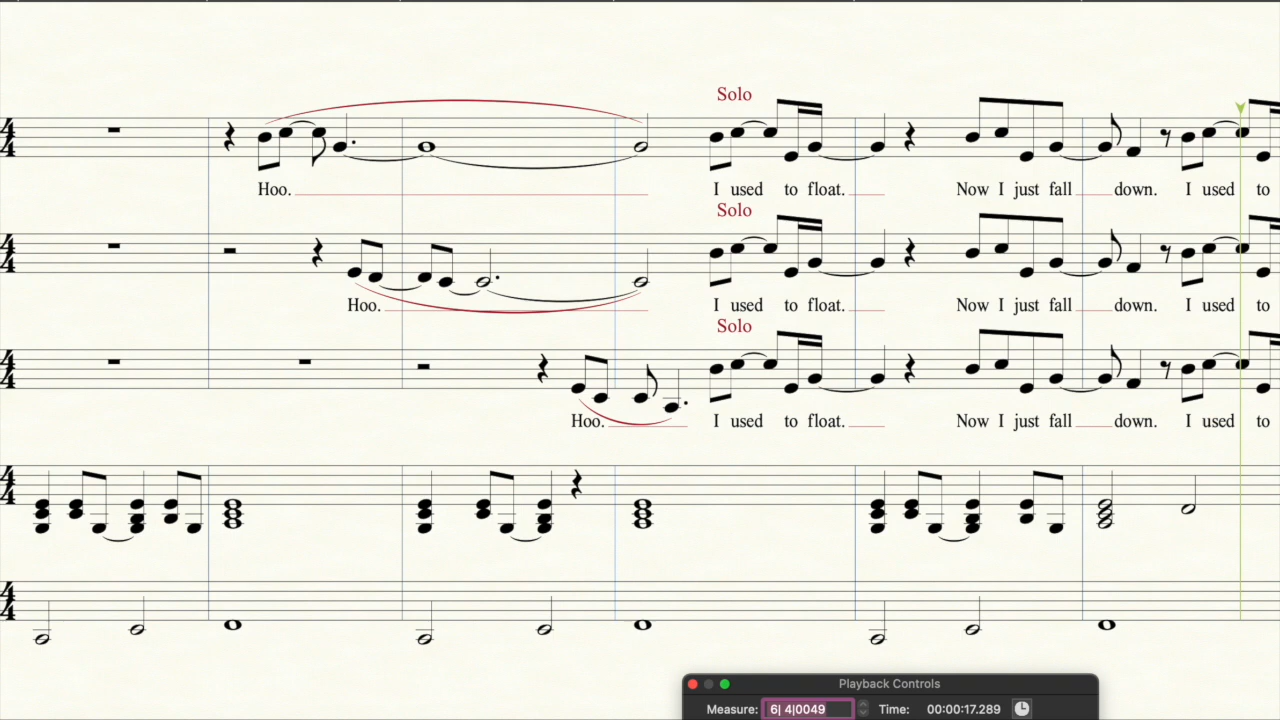 Solo
Hoo. I used to float. Now I just fall down. I used to
Solo
Hoo. I used to float. Now I just fall down. I used to
Solo
Hoo. I used to float. Now I just fall down. I used to
Playback Controls
Measure: 6| 4|0049 Time: 00:00:17.289